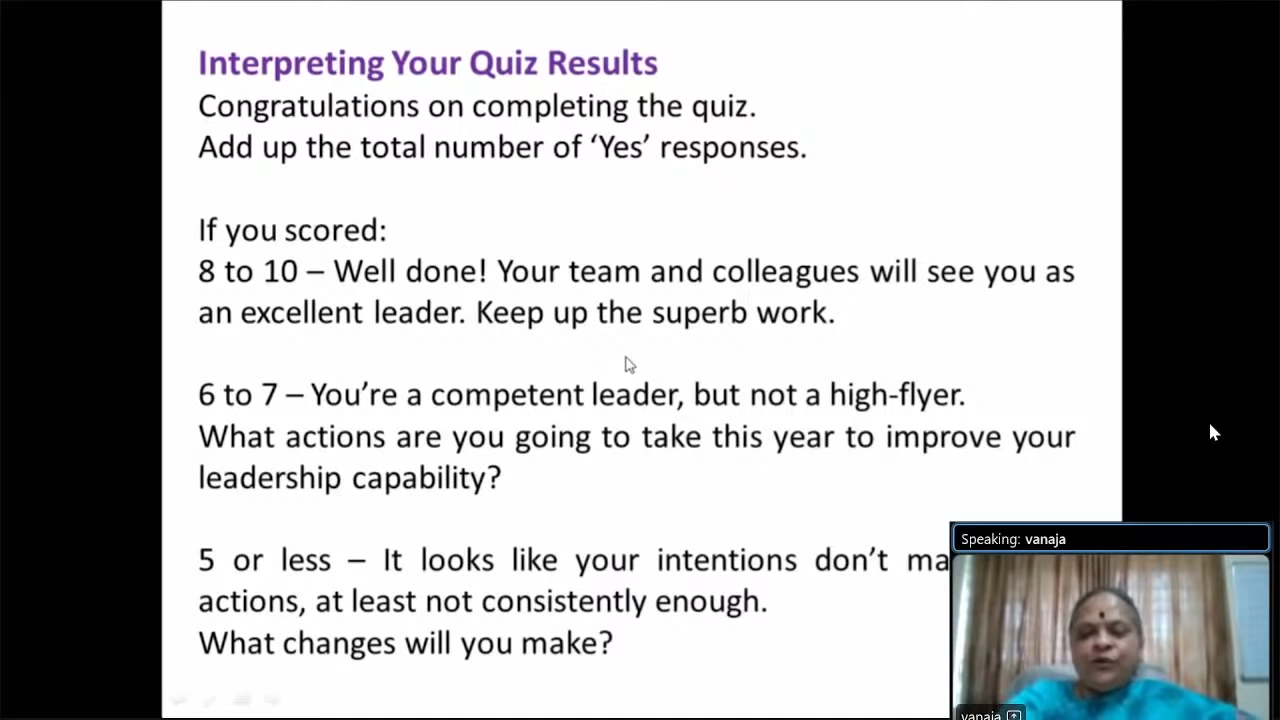 Interpreting Your Quiz Results
Congratulations on completing the quiz.
Add up the total number of ‘Yes’ responses.
If you scored:
8 to 10 – Well done! Your team and colleagues will see you as
an excellent leader. Keep up the superb work.
6 to 7 – You’re a competent leader, but not a high-flyer.
What actions are you going to take this year to improve your
leadership capability?
5 or less – It looks like your intentions don’t
actions, at least not consistently enough.
What changes will you make?
Speaking: vanaja
vanaja